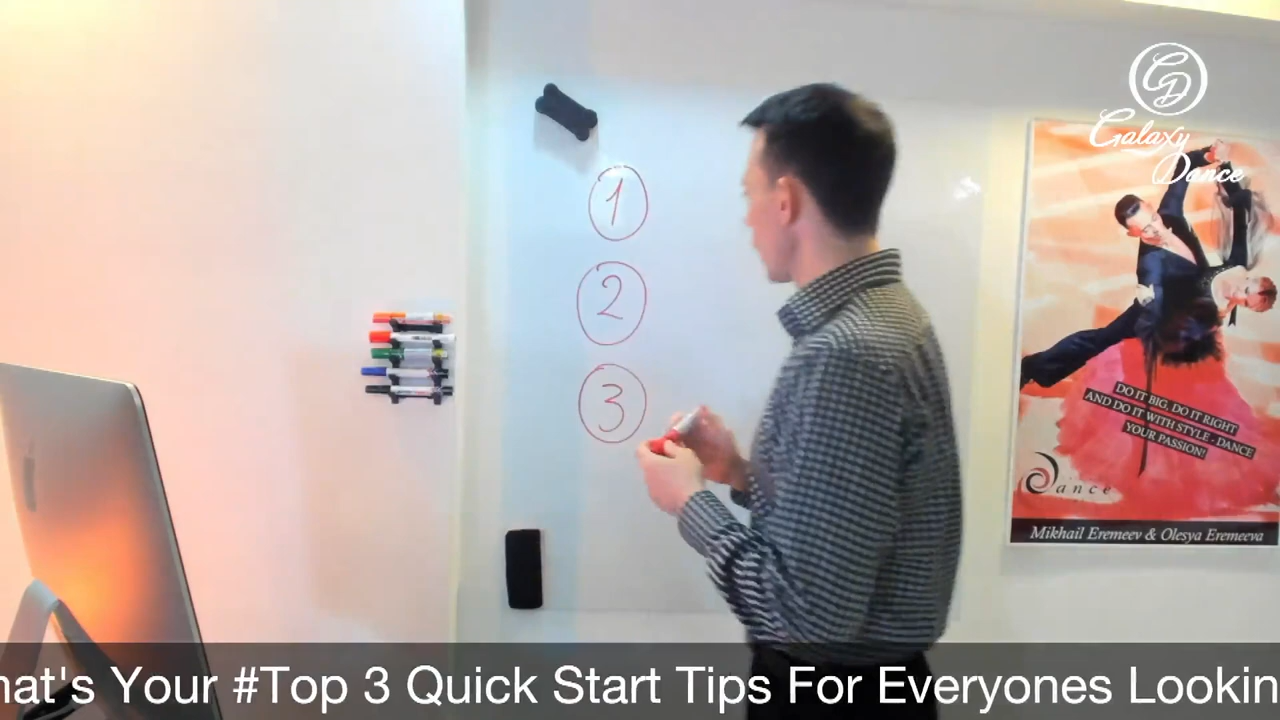 GD
Galaxy
Dance
1
2
3
DO IT BIG, DO IT RIGHT
AND DO IT WITH STYLE - DANCE
YOUR PASSION!
Dance
Mikhail Eremeev & Olesya Eremeeva
hat's Your #Top 3 Quick Start Tips For Everyones Lookin